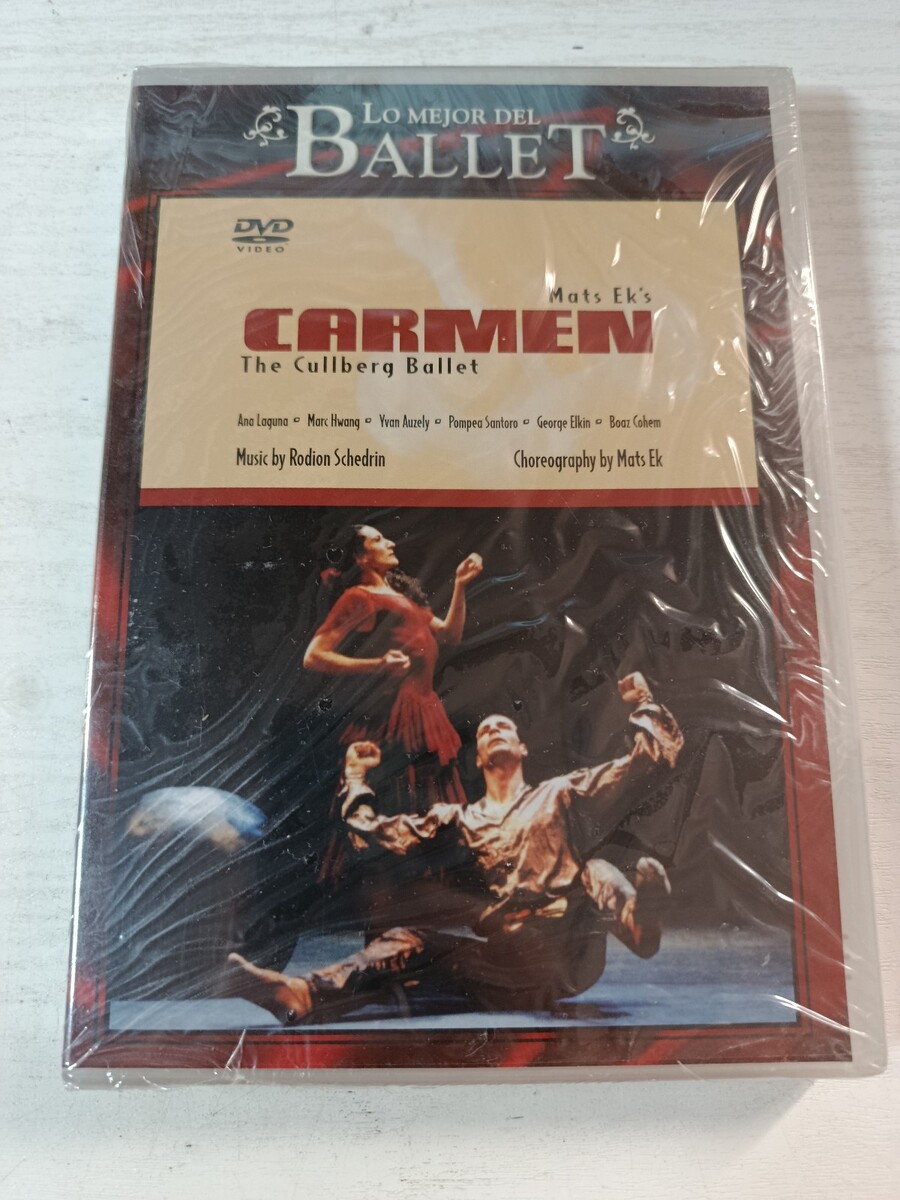 LO MEJOR DEL
BALLET
DVD
VIDEO
Mats Ek's
CARMEN
The Cullberg Ballet
Ana Laguna ▫ Marc Hwang ▫ Yvan Auzely ▫ Pompea Santoro ▫ George Elkin ▫ Boaz Cohem
Music by Rodion Schedrin
Choreography by Mats Ek